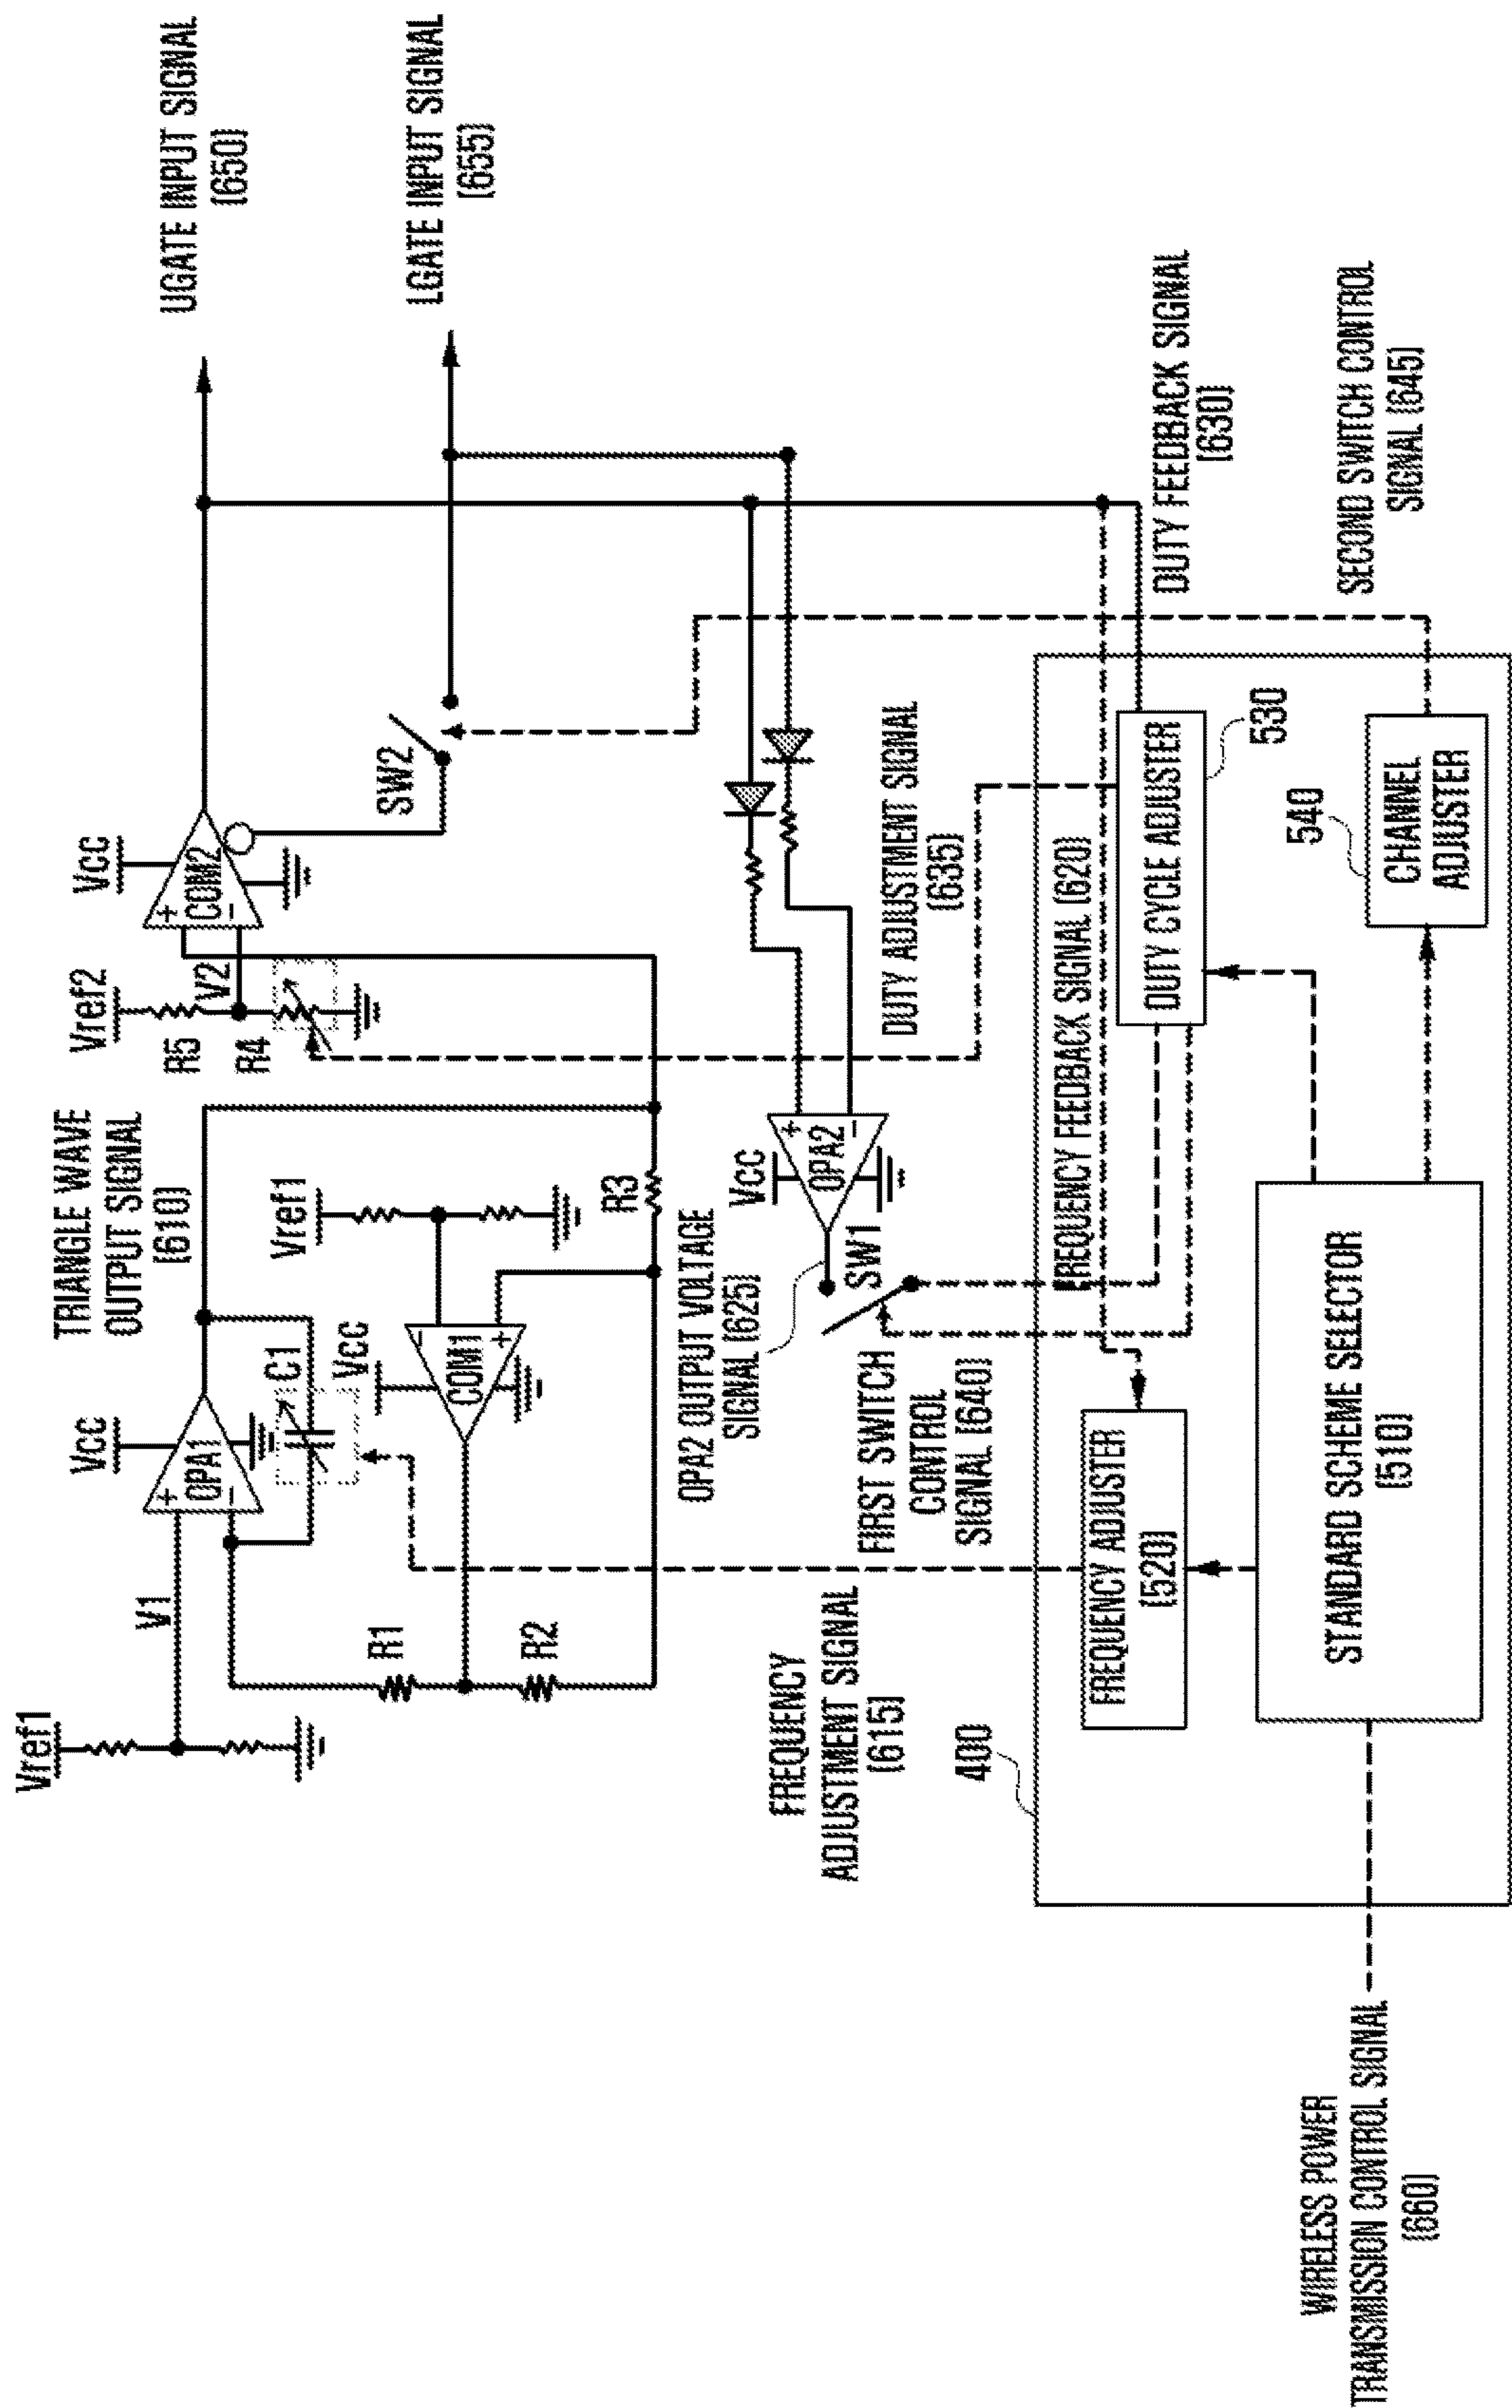 UGATE INPUT SIGNAL
(650)
LGATE INPUT SIGNAL
(655)
TRIANGLE WAVE
OUTPUT SIGNAL
(610)
Vref1
V1
Vcc
+
OPA1
−
C1
R1
R2
Vref1
Vcc
−
COM1
+
R3
Vref2
R5
R4
V2
Vcc
+
COM2
−
SW2
OPA2 OUTPUT VOLTAGE
SIGNAL (625)
Vcc
+
OPA2
−
SW1
FIRST SWITCH
CONTROL
SIGNAL (640)
DUTY ADJUSTMENT SIGNAL
(635)
FREQUENCY
ADJUSTMENT SIGNAL
(615)
400
FREQUENCY FEEDBACK SIGNAL (620)
DUTY FEEDBACK SIGNAL
(630)
SECOND SWITCH CONTROL
SIGNAL (645)
FREQUENCY ADJUSTER
(520)
DUTY CYCLE ADJUSTER
530
540
CHANNEL
ADJUSTER
STANDARD SCHEME SELECTOR
(510)
WIRELESS POWER
TRANSMISSION CONTROL SIGNAL
(660)